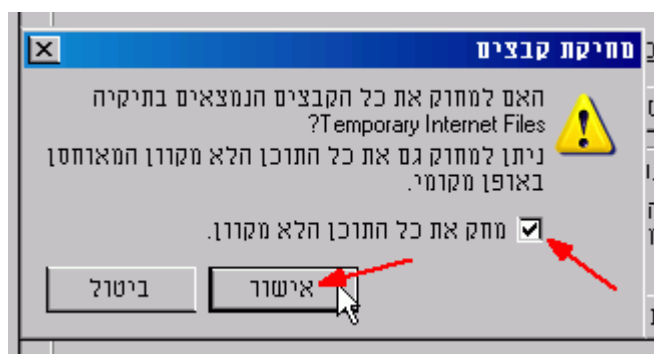 מחיקת קבצים
האם למחוק את כל הקבצים הנמצאים בתיקיה
Temporary Internet Files?
ניתן למחוק גם את כל התוכן הלא מקוון המאוחסן
באופן מקומי.
מחק את כל התוכן הלא מקוון.
אישור
ביטול